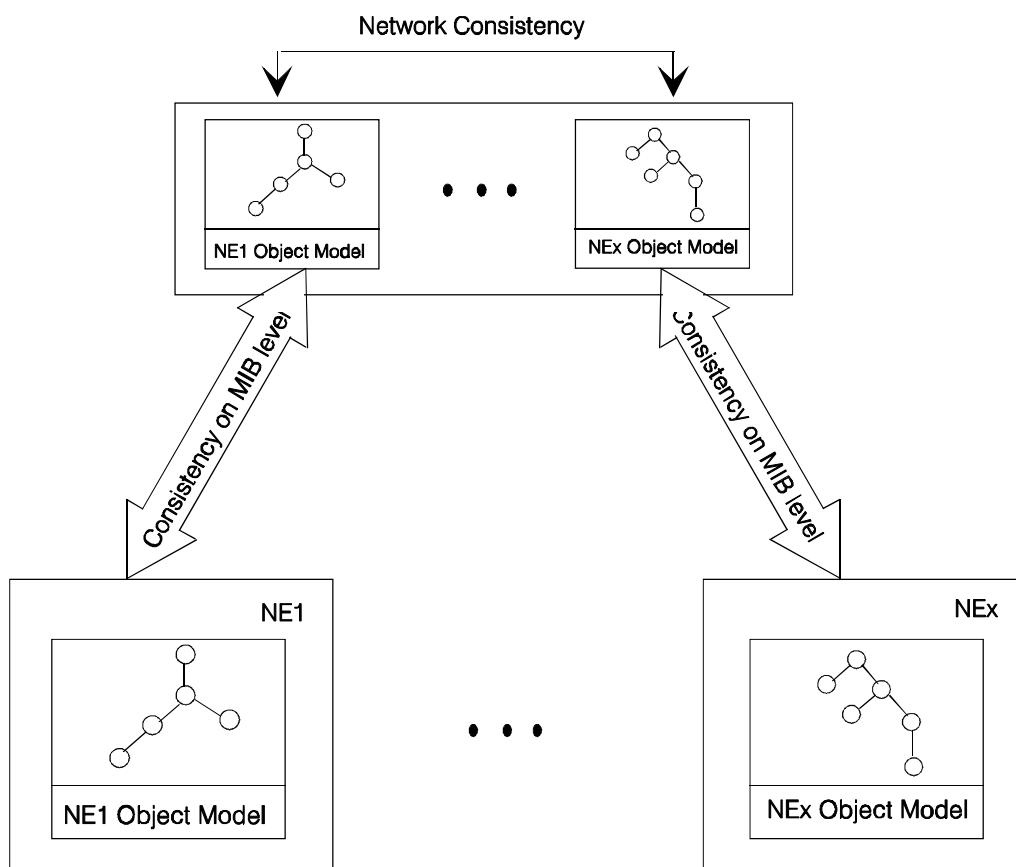 Network Consistency
NE1 Object Model
NEx Object Model
Consistency on MIB level
Consistency on MIB level
NE1
NEx
NE1 Object Model
NEx Object Model